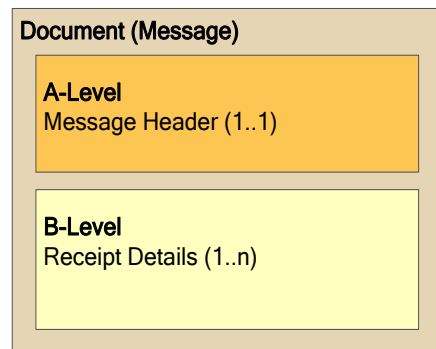 Document (Message)
A-Level
Message Header (1..1)
B-Level
Receipt Details (1..n)